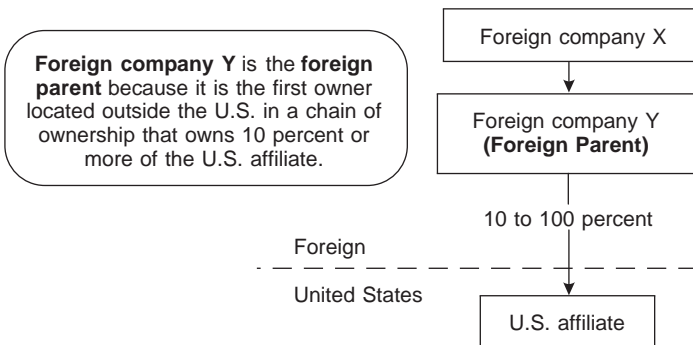 Foreign company Y is the foreign
parent because it is the first owner
located outside the U.S. in a chain of
ownership that owns 10 percent or
more of the U.S. affiliate.
Foreign company X
Foreign company Y
(Foreign Parent)
10 to 100 percent
Foreign
United States
U.S. affiliate